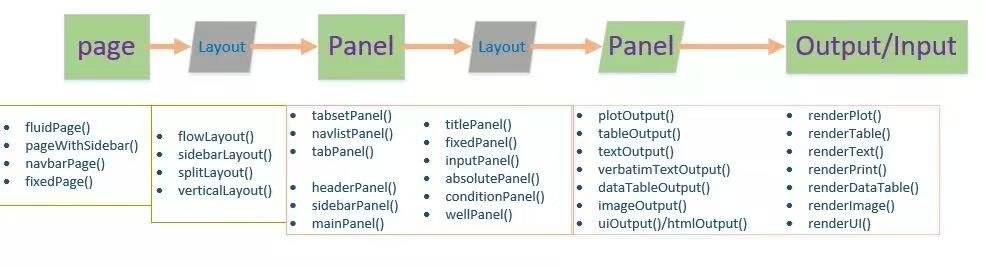 page
Layout
Panel
Layout
Panel
Output/Input
• fluidPage()
• pageWithSidebar()
• navbarPage()
• fixedPage()
• flowLayout()
• sidebarLayout()
• splitLayout()
• verticalLayout()
• tabsetPanel()
• navlistPanel()
• tabPanel()
• headerPanel()
• sidebarPanel()
• mainPanel()
• titlePanel()
• fixedPanel()
• inputPanel()
• absolutePanel()
• conditionPanel()
• wellPanel()
• plotOutput()
• tableOutput()
• textOutput()
• verbatimTextOutput()
• dataTableOutput()
• imageOutput()
• uiOutput()/htmlOutput()
• renderPlot()
• renderTable()
• renderText()
• renderPrint()
• renderDataTable()
• renderImage()
• renderUI()